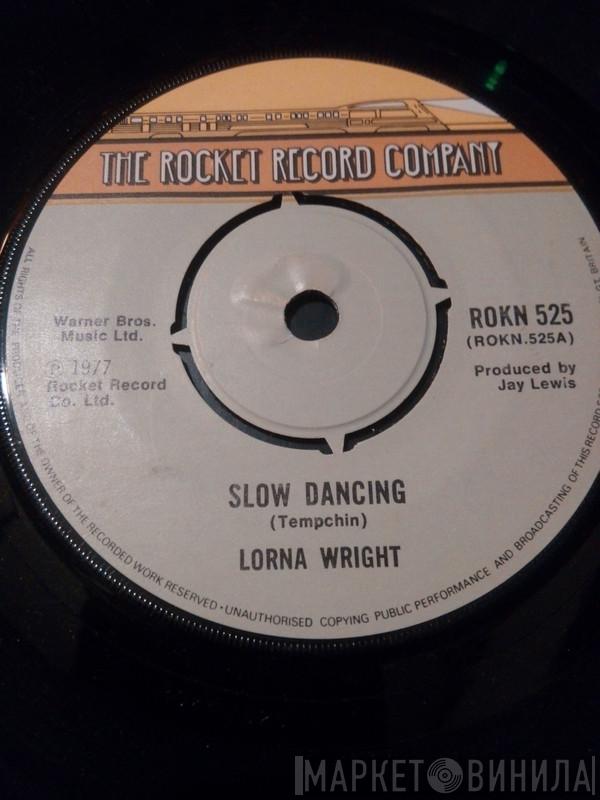 THE ROCKET RECORD COMPANY
Warner Bros.
Music Ltd.
℗ 1977
Rocket Record
Co. Ltd.
ROKN 525
(ROKN.525A)
Produced by
Jay Lewis
SLOW DANCING
(Tempchin)
LORNA WRIGHT
ALL RIGHTS OF THE PRODUCER OF THE OWNER OF THE RECORDED WORK RESERVED · UNAUTHORISED COPYING PUBLIC PERFORMANCE AND BROADCASTING OF THIS RECORD BRITAIN
МАРКЕТ ВИНИЛА